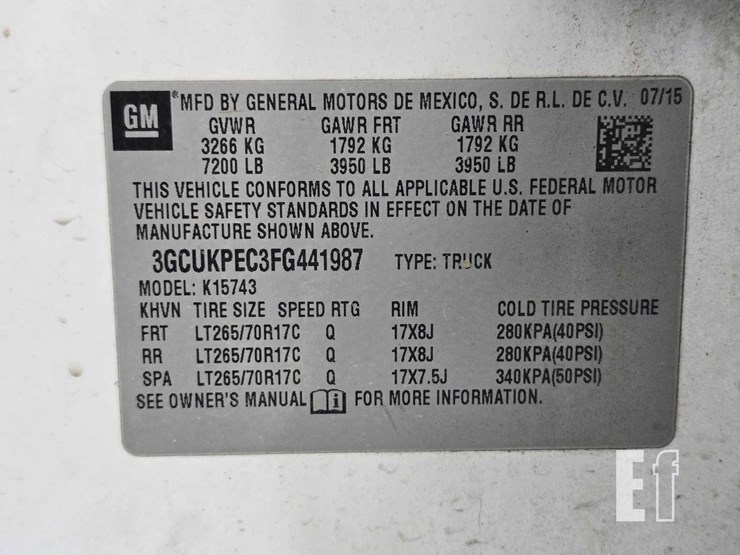 GM
® MFD BY GENERAL MOTORS DE MEXICO, S. DE R.L. DE C.V. 07/15
GVWR GAWR FRT GAWR RR
3266 KG 1792 KG 1792 KG
7200 LB 3950 LB 3950 LB
THIS VEHICLE CONFORMS TO ALL APPLICABLE U.S. FEDERAL MOTOR
VEHICLE SAFETY STANDARDS IN EFFECT ON THE DATE OF
MANUFACTURE SHOWN ABOVE.
3GCUKPEC3FG441987 TYPE: TRUCK
MODEL: K15743
KHVN TIRE SIZE SPEED RTG RIM COLD TIRE PRESSURE
FRT LT265/70R17C Q 17X8J 280KPA(40PSI)
RR LT265/70R17C Q 17X8J 280KPA(40PSI)
SPA LT265/70R17C Q 17X7.5J 340KPA(50PSI)
SEE OWNER'S MANUAL i FOR MORE INFORMATION.
Ef